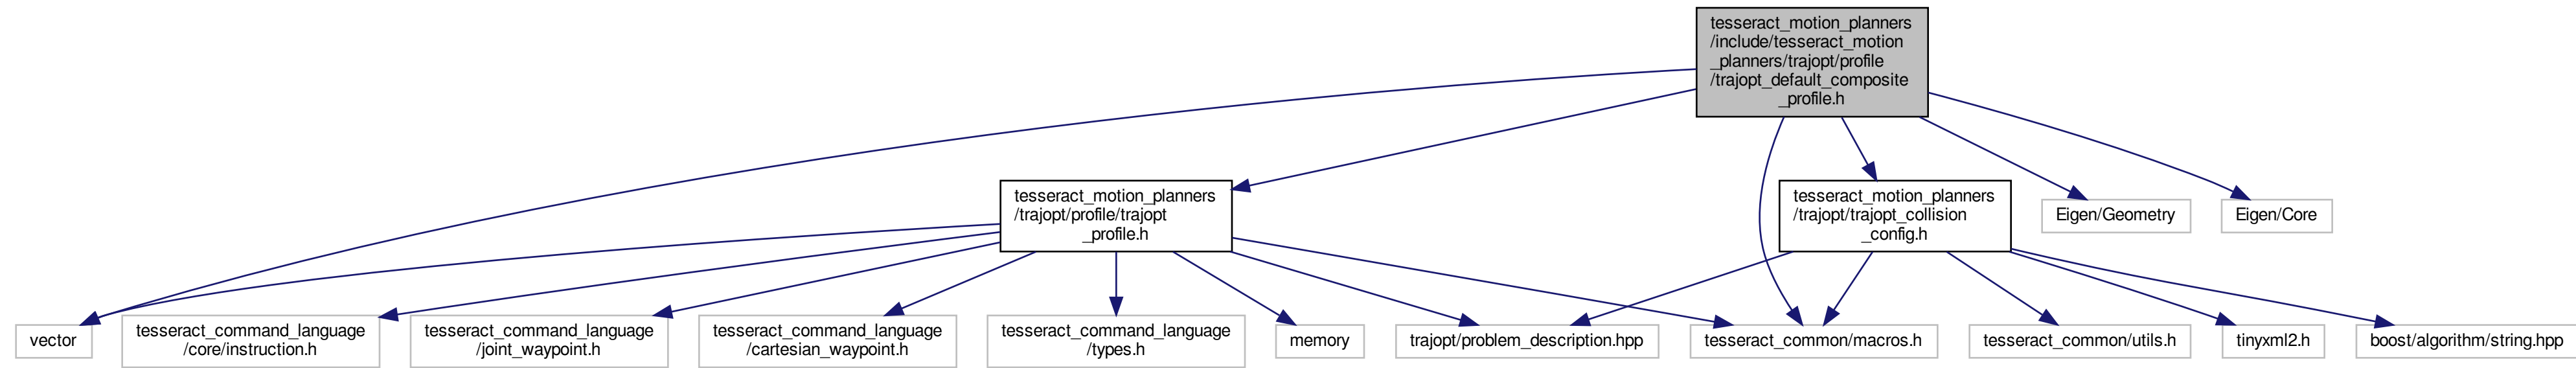 tesseract_motion_planners
/include/tesseract_motion
_planners/trajopt/profile
/trajopt_default_composite
_profile.h
tesseract_motion_planners
/trajopt/profile/trajopt
_profile.h
tesseract_motion_planners
/trajopt/trajopt_collision
_config.h
Eigen/Geometry
Eigen/Core
vector
tesseract_command_language
/core/instruction.h
tesseract_command_language
/joint_waypoint.h
tesseract_command_language
/cartesian_waypoint.h
tesseract_command_language
/types.h
memory
trajopt/problem_description.hpp
tesseract_common/macros.h
tesseract_common/utils.h
tinyxml2.h
boost/algorithm/string.hpp